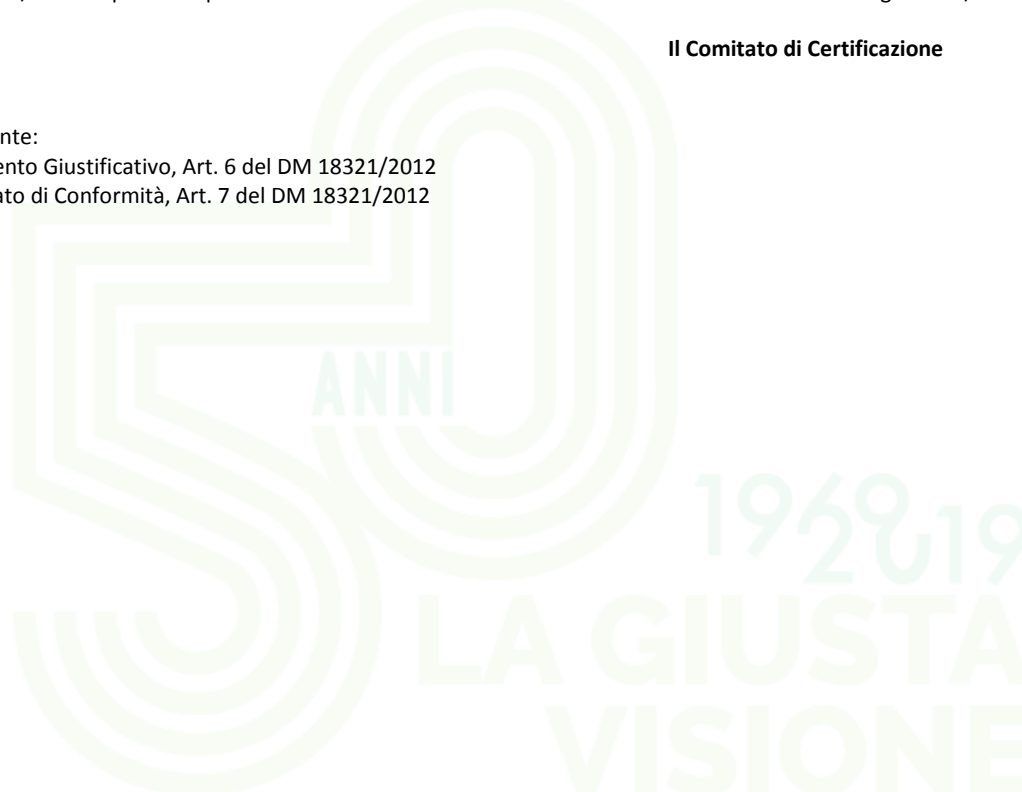 Il Comitato di Certificazione
nte:
ento Giustificativo, Art. 6 del DM 18321/2012
ato di Conformità, Art. 7 del DM 18321/2012
50
ANNI
1969 2019
LA GIUSTA
VISIONE